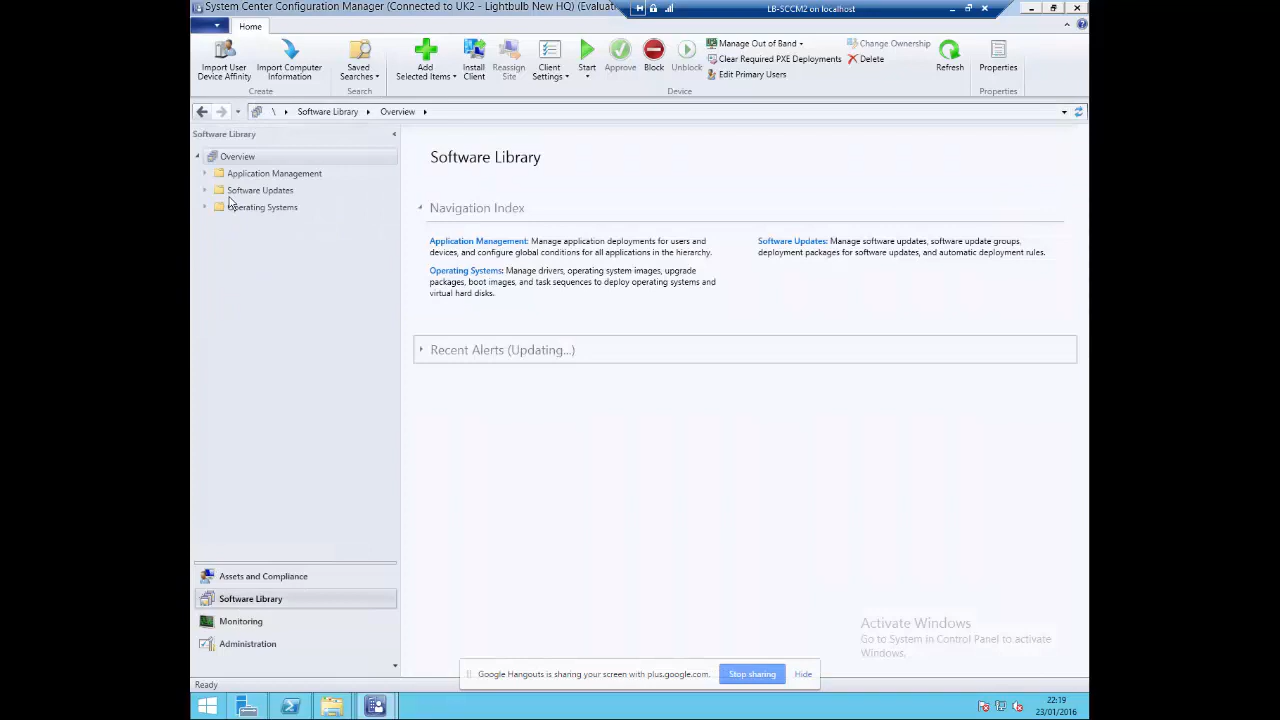 System Center Configuration Manager (Connected to UK2 - Lightbulb New HQ) (Evaluat
LB-SCCM2 on localhost
Home
Import User
Device Affinity
Import Computer
Information
Saved
Searches
Add
Selected Items
Install
Client
Reassign
Site
Client
Settings
Start
Approve
Block
Unblock
Manage Out of Band
Clear Required PXE Deployments
Edit Primary Users
Change Ownership
Delete
Refresh
Properties
Create
Search
Device
Properties
\
Software Library
Overview
Software Library
Overview
Application Management
Software Updates
Operating Systems
Software Library
Navigation Index
Application Management: Manage application deployments for users and
devices, and configure global conditions for all applications in the hierarchy.
Operating Systems: Manage drivers, operating system images, upgrade
packages, boot images, and task sequences to deploy operating systems and
virtual hard disks.
Software Updates: Manage software updates, software update groups,
deployment packages for software updates, and automatic deployment rules.
Recent Alerts (Updating...)
Assets and Compliance
Software Library
Monitoring
Administration
Activate Windows
Go to System in Control Panel to activate
Windows.
Google Hangouts is sharing your screen with plus.google.com.
Stop sharing
Hide
Ready
22:19
23/01/2016